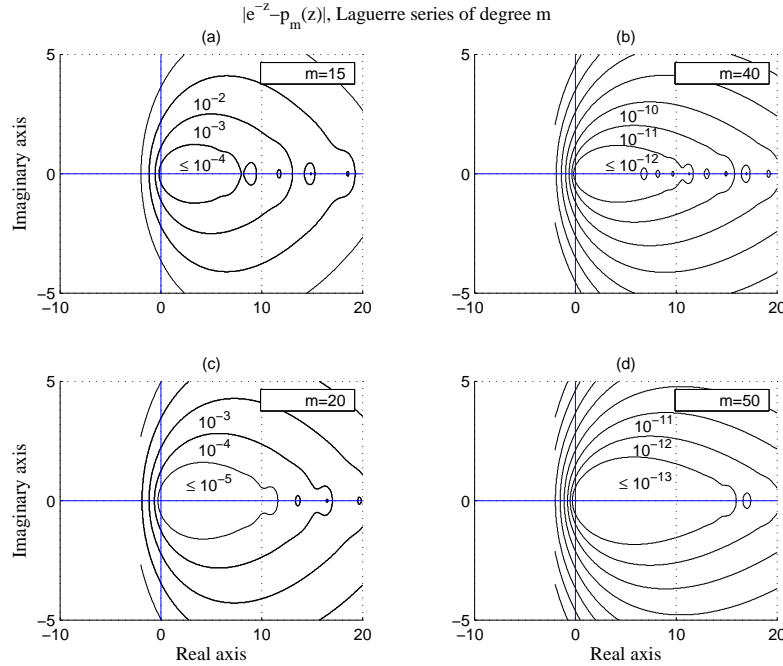 |e^{−z}−p_m(z)|, Laguerre series of degree m
(a)
Imaginary axis
5
0
−5
−10 0 10 20
m=15
10^{−2}
10^{−3}
≤ 10^{−4}
(b)
5
0
−5
−10 0 10 20
m=40
10^{−10}
10^{−11}
≤ 10^{−12}
(c)
Imaginary axis
5
0
−5
−10 0 10 20
Real axis
m=20
10^{−3}
10^{−4}
≤ 10^{−5}
(d)
5
0
−5
−10 0 10 20
Real axis
m=50
10^{−11}
10^{−12}
≤ 10^{−13}